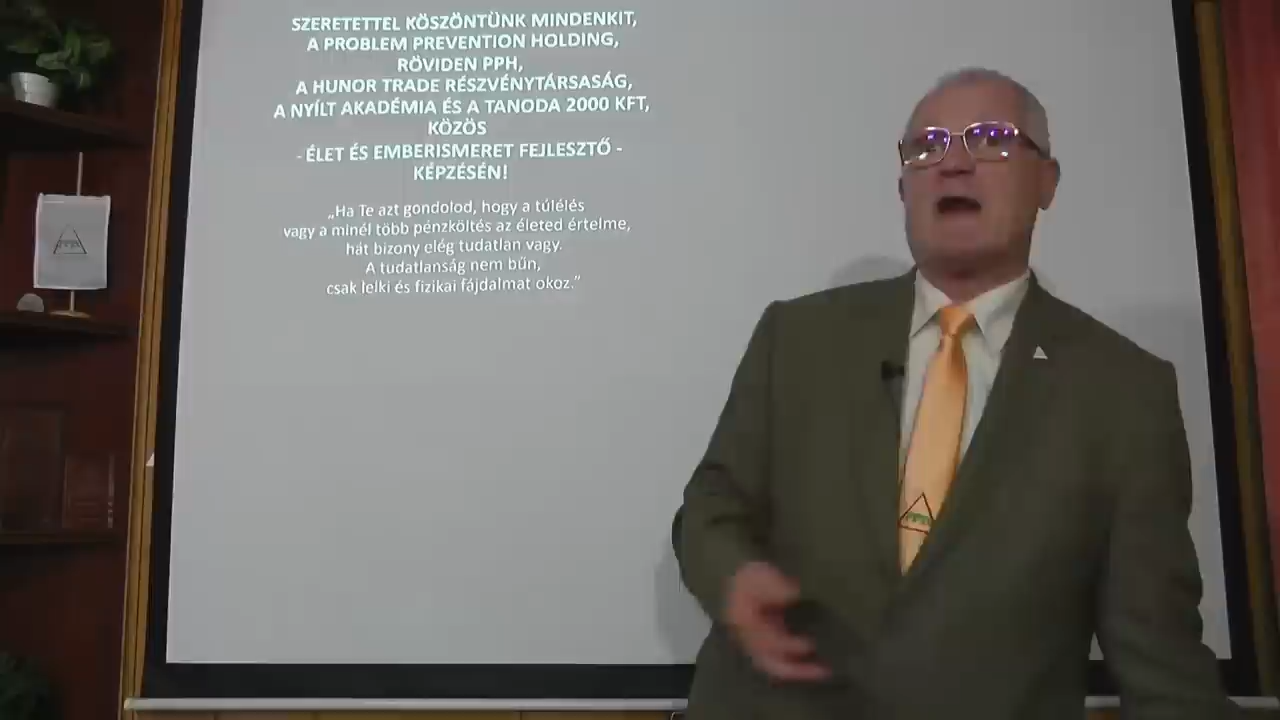 SZERETETTEL KÖSZÖNTÜNK MINDENKIT,
A PROBLEM PREVENTION HOLDING,
RÖVIDEN PPH,
A HUNOR TRADE RÉSZVÉNYTÁRSASÁG,
A NYÍLT AKADÉMIA ÉS A TANODA 2000 KFT,
KÖZÖS
- ÉLET ÉS EMBERISMERET FEJLESZTŐ -
KÉPZÉSÉN!
„Ha Te azt gondolod, hogy a túlélés
vagy a minél több pénzköltés az életed értelme,
hát bizony elég tudatlan vagy.
A tudatlanság nem bűn,
csak lelki és fizikai fájdalmat okoz.”